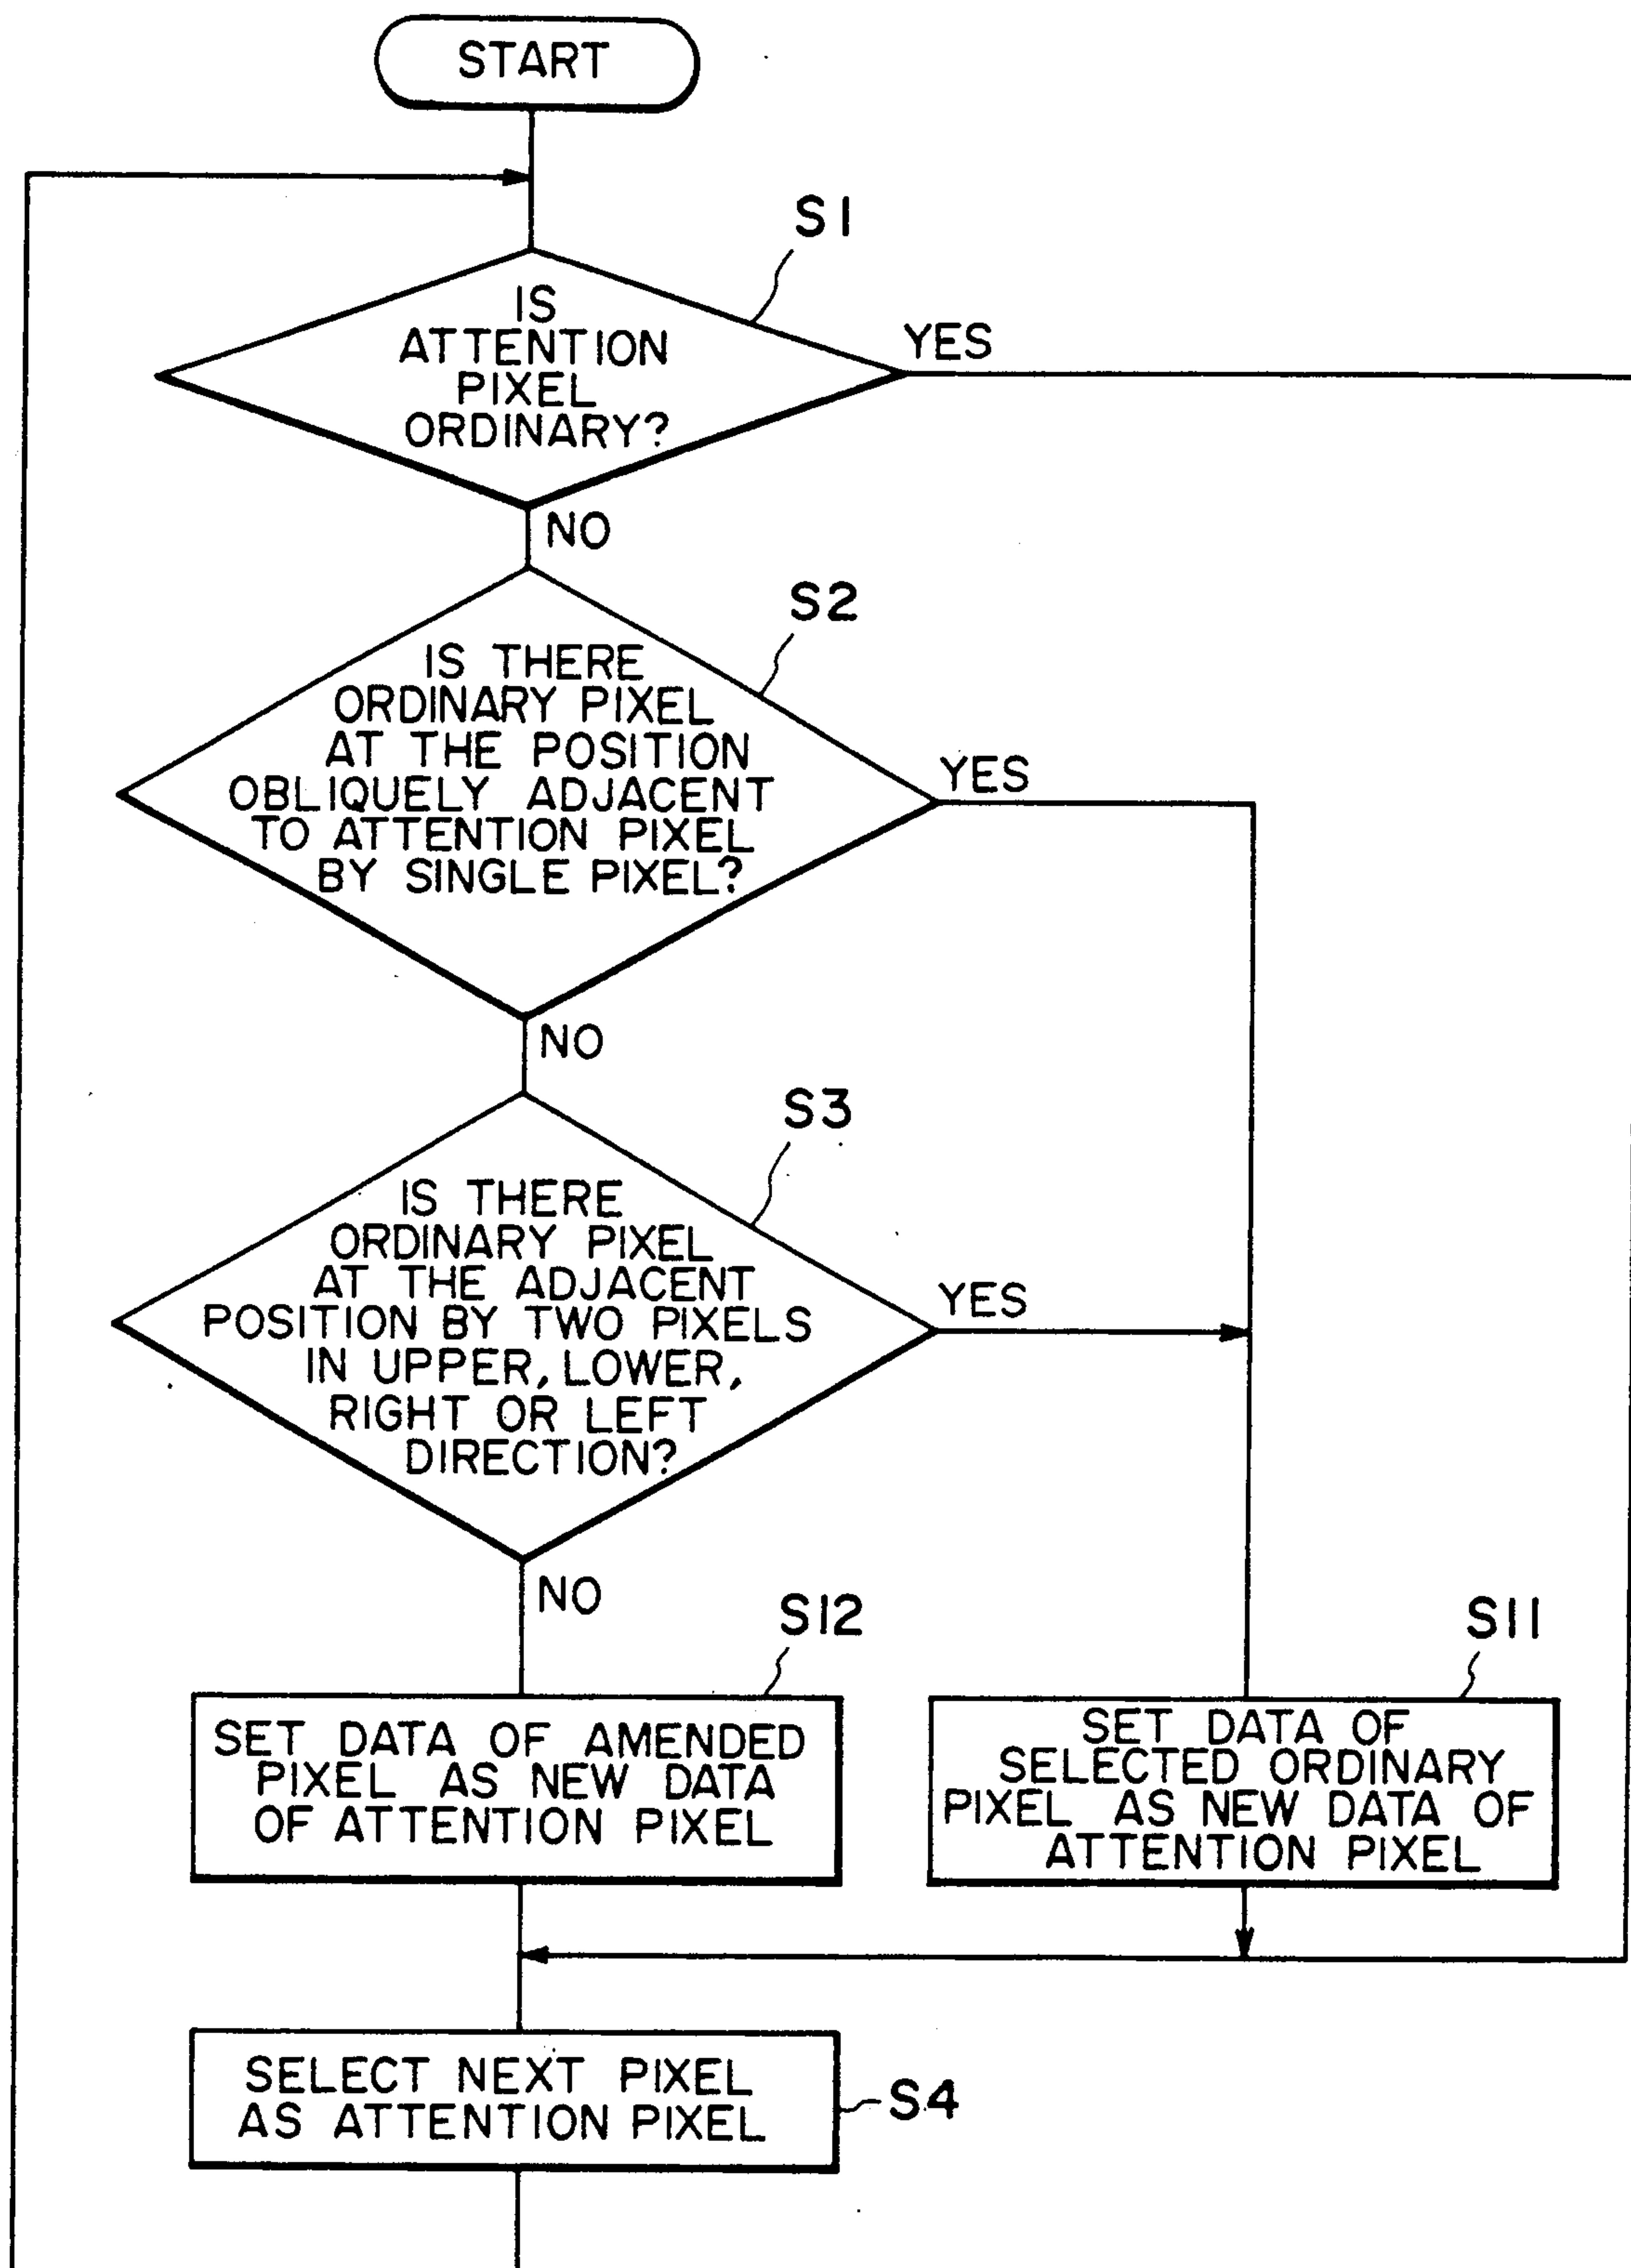 START
S1
IS
ATTENTION
PIXEL
ORDINARY?
YES
NO
S2
IS THERE
ORDINARY PIXEL
AT THE POSITION
OBLIQUELY ADJACENT
TO ATTENTION PIXEL
BY SINGLE PIXEL?
YES
NO
S3
IS THERE
ORDINARY PIXEL
AT THE ADJACENT
POSITION BY TWO PIXELS
IN UPPER, LOWER,
RIGHT OR LEFT
DIRECTION?
YES
NO
S12
SET DATA OF AMENDED
PIXEL AS NEW DATA
OF ATTENTION PIXEL
S11
SET DATA OF
SELECTED ORDINARY
PIXEL AS NEW DATA OF
ATTENTION PIXEL
SELECT NEXT PIXEL
AS ATTENTION PIXEL
S4